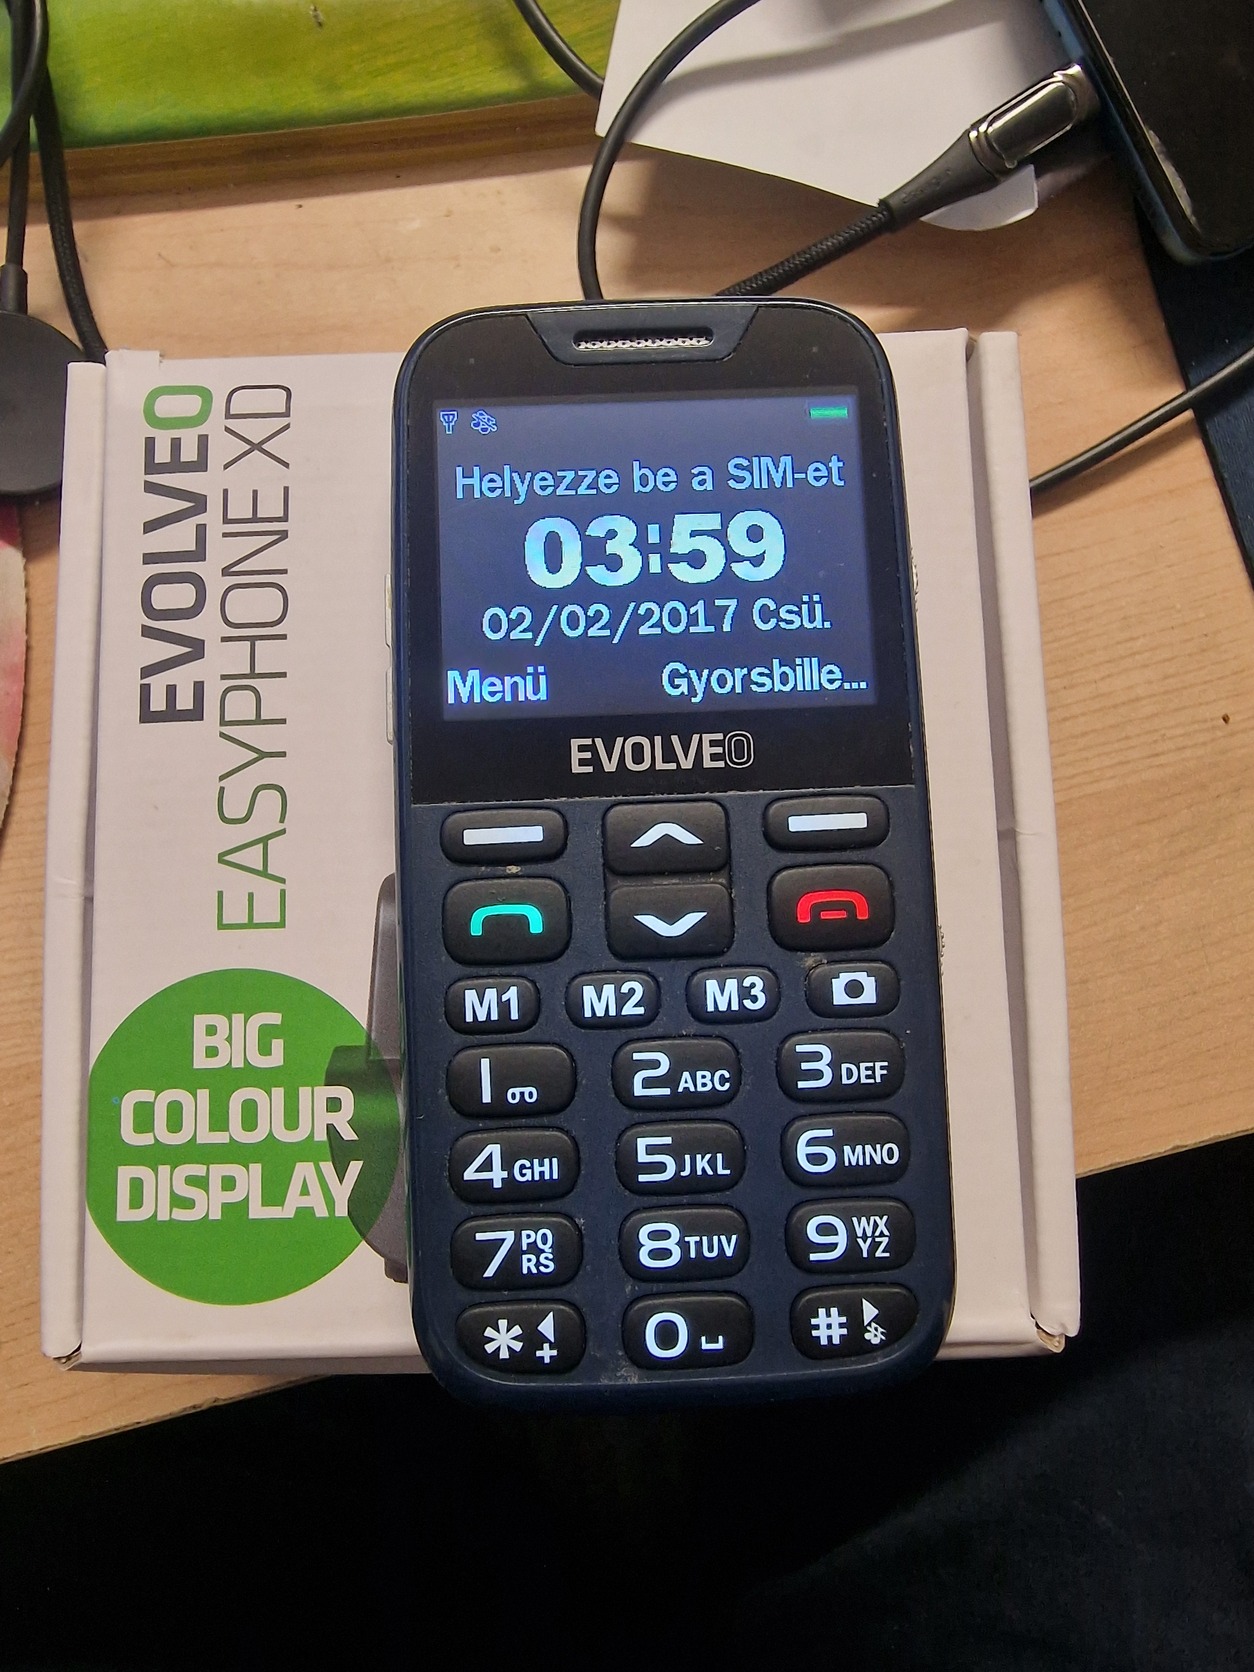 EVOLVEO
EASYPHONE XD
BIG
COLOUR
DISPLAY
Helyezze be a SIM-et
03:59
02/02/2017 Csü.
Menü Gyorsbille...
EVOLVEO
M1 M2 M3
1 2 ABC 3 DEF
4 GHI 5 JKL 6 MNO
7 PQRS 8 TUV 9 WXYZ
* + 0 #